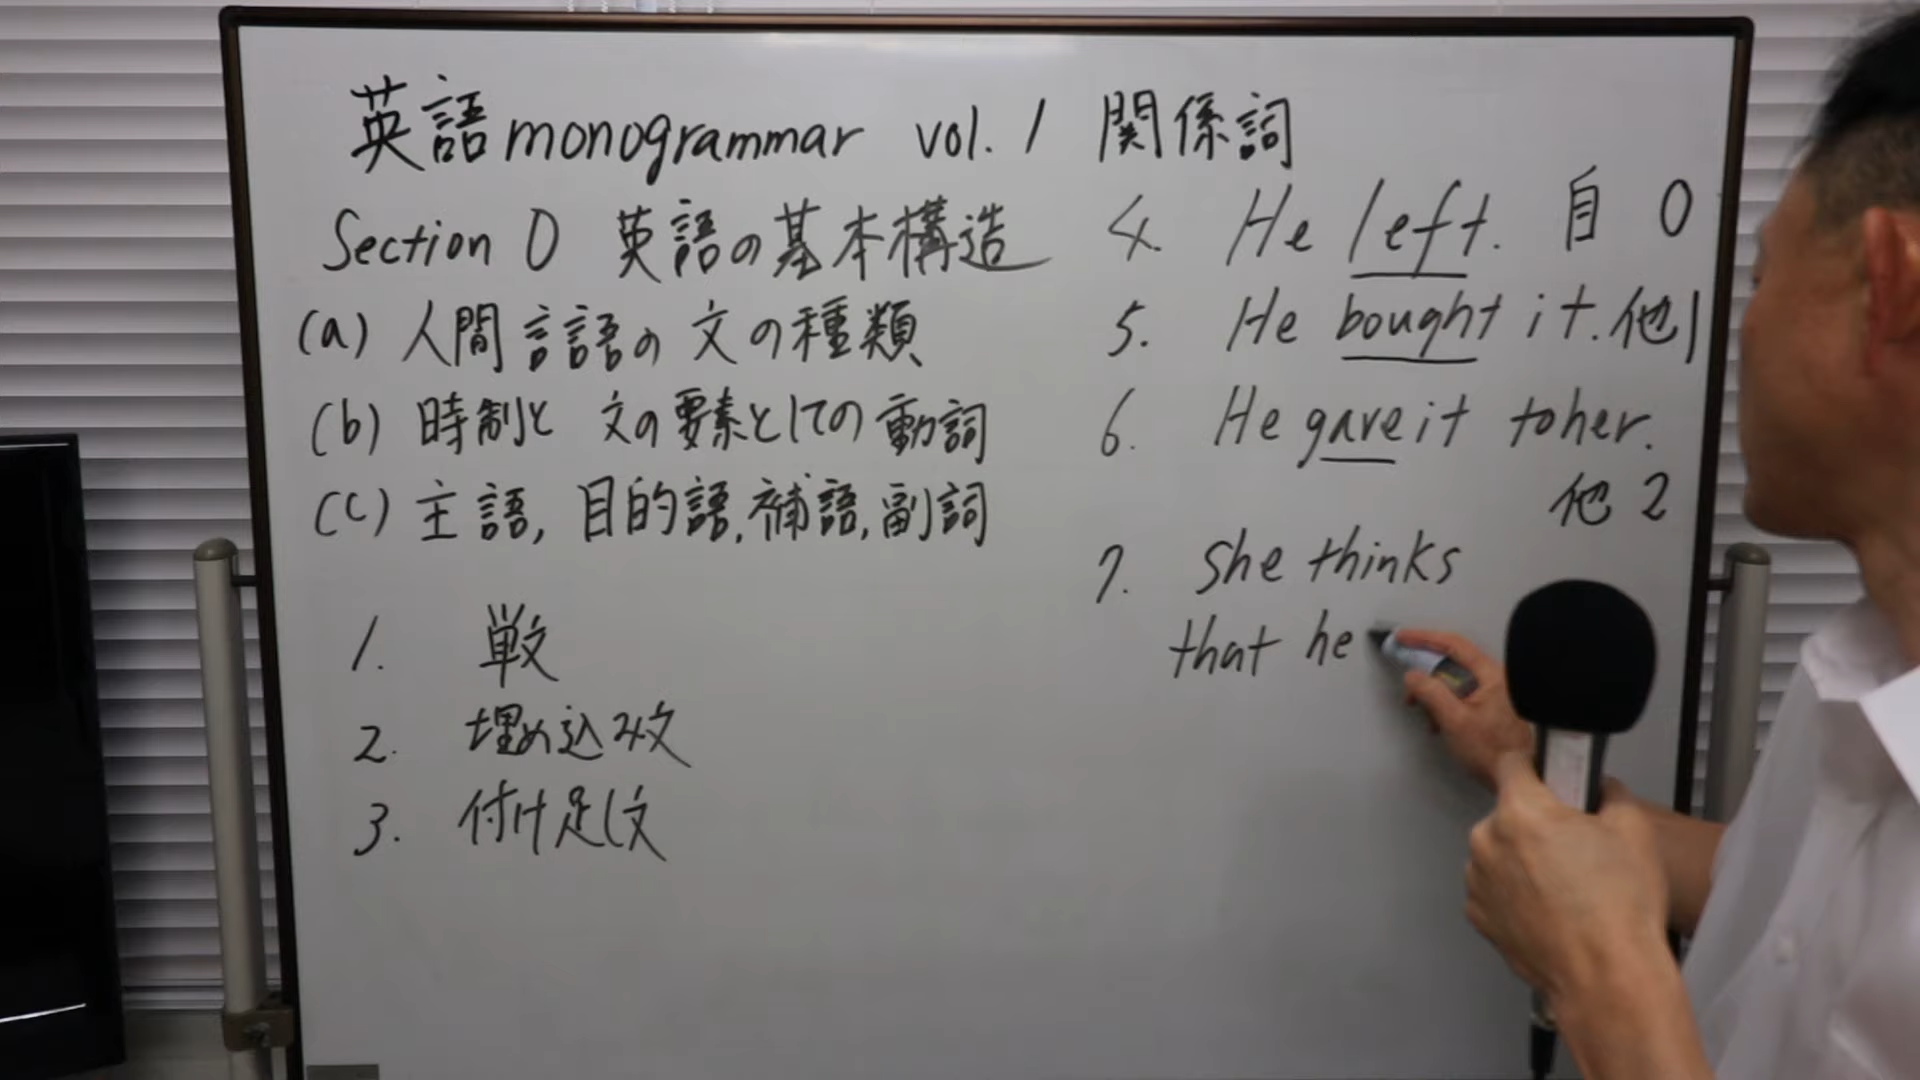 英語monogrammar vol. 1 関係詞
Section 0 英語の基本構造
(a) 人間言語の文の種類
(b) 時制と 文の要素としての動詞
(c) 主語, 目的語, 補語, 副詞
1. 単文
2. 埋め込み文
3. 付け足し文
4. He left. 自 0
5. He bought it. 他1
6. He gave it to her.
他 2
7. She thinks
that he